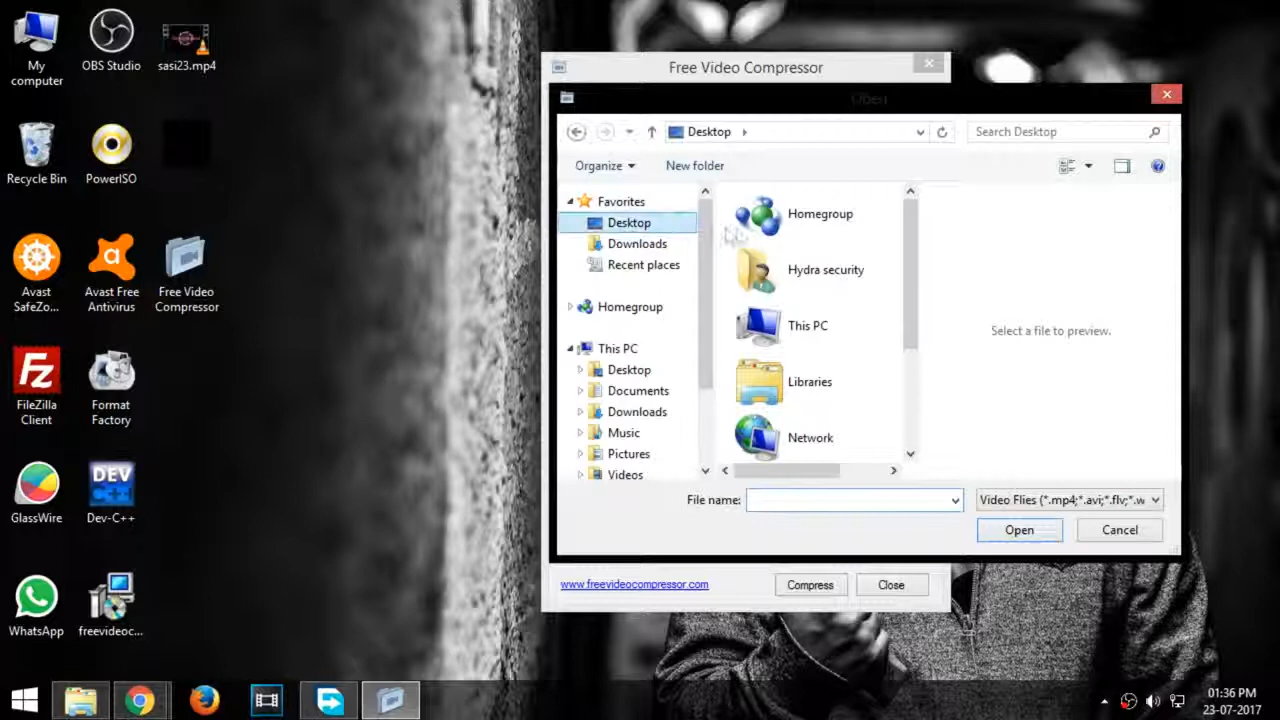 My
computer
OBS Studio
sasi23.mp4
Recycle Bin
PowerISO
Avast
SafeZo...
Avast Free
Antivirus
Free Video
Compressor
FileZilla
Client
Format
Factory
GlassWire
DEV
C++
Dev-C++
WhatsApp
freevideoc...
Free Video Compressor
Open
Desktop
Search Desktop
Organize
New folder
Favorites
Desktop
Downloads
Recent places
Homegroup
This PC
Desktop
Documents
Downloads
Music
Pictures
Videos
Homegroup
Hydra security
This PC
Libraries
Network
Select a file to preview.
File name:
Video Flies (*.mp4;*.avi;*.flv;*.w
Open
Cancel
www.freevideocompressor.com
Compress
Close
01:36 PM
23-07-2017